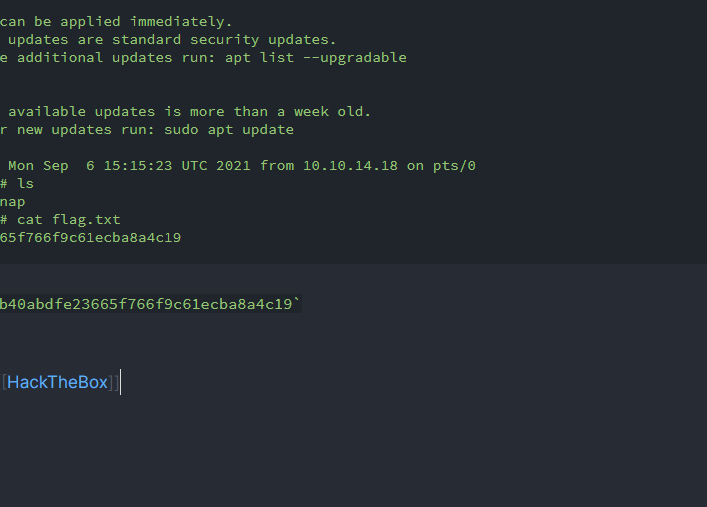 can be applied immediately.
updates are standard security updates.
e additional updates run: apt list --upgradable
available updates is more than a week old.
r new updates run: sudo apt update
Mon Sep  6 15:15:23 UTC 2021 from 10.10.14.18 on pts/0
# ls
nap
# cat flag.txt
65f766f9c61ecba8a4c19
b40abdfe23665f766f9c61ecba8a4c19`
[HackTheBox]]